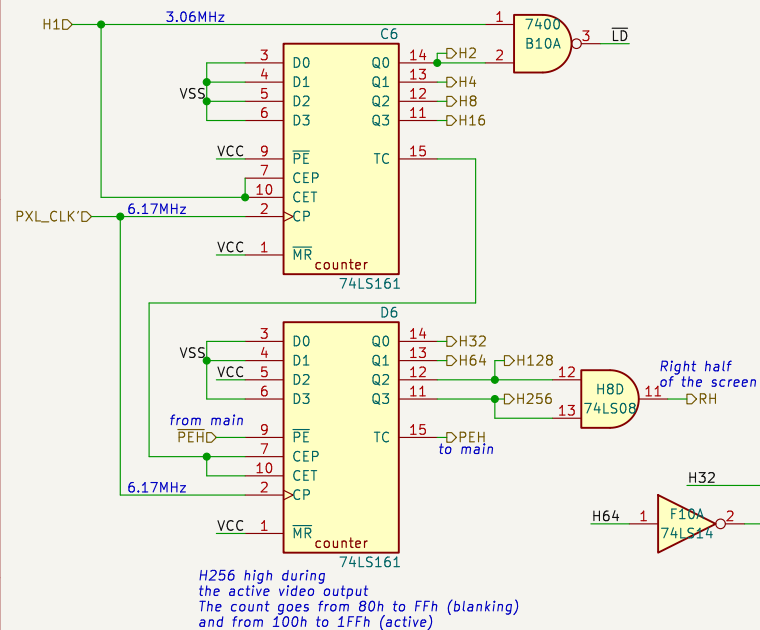 H1 3.06MHz 1 7400 B10A 3 LD
2
C6
3 D0 Q0 14 H2
VSS 4 D1 Q1 13 H4
5 D2 Q2 12 H8
6 D3 Q3 11 H16
VCC 9 PE TC 15
7 CEP
10 CET
PXL_CLK' 6.17MHz 2 CP
VCC 1 MR
counter
74LS161
D6
3 D0 Q0 14 H32
VSS 4 D1 Q1 13 H64 H128
VCC 5 D2 Q2 12 12
6 D3 Q3 11 H256 13
H8D
74LS08
11 RH
Right half
of the screen
from main
PEH 9 PE TC 15 PEH
to main
7 CEP
10 CET
6.17MHz 2 CP
VCC 1 MR
counter
74LS161
H32
H64 1 F10A 2
74LS14
H256 high during
the active video output
The count goes from 80h to FFh (blanking)
and from 100h to 1FFh (active)